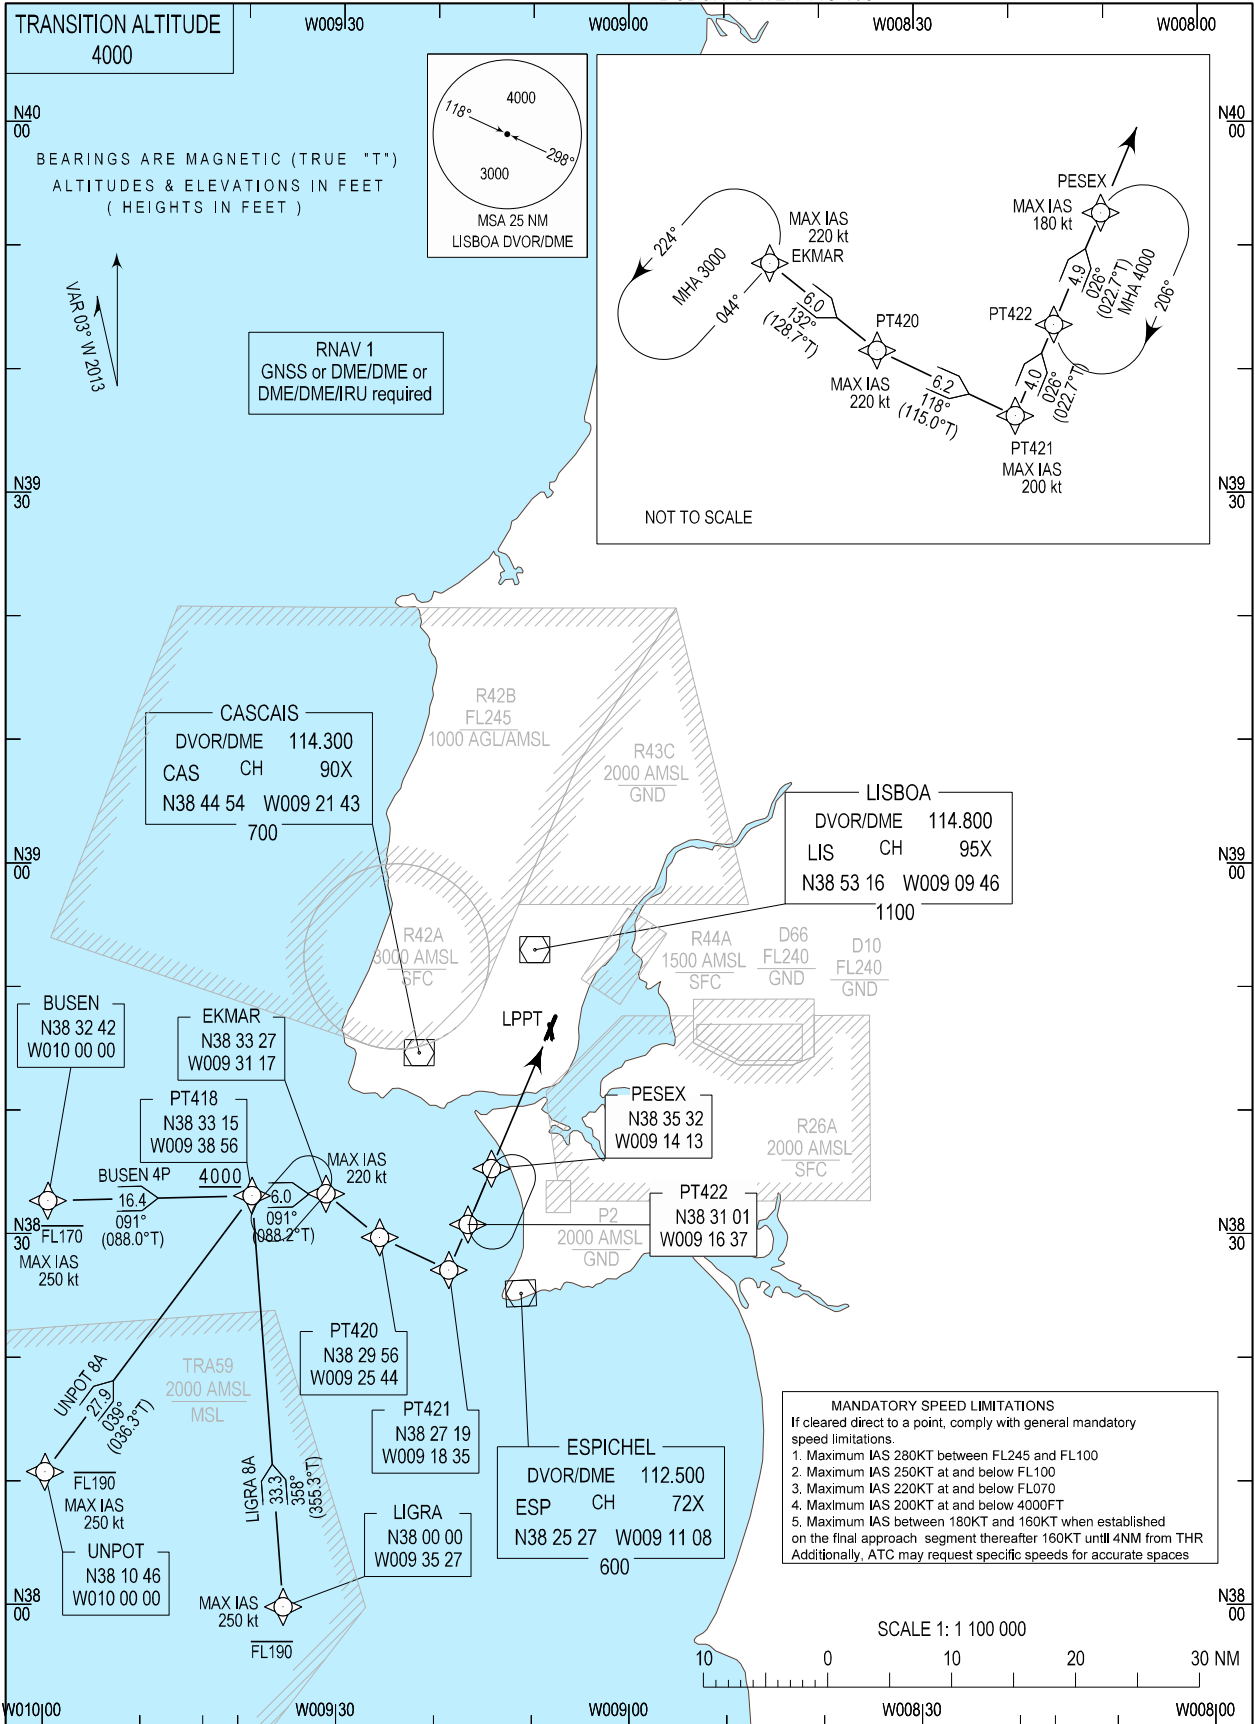 TRANSITION ALTITUDE
4000
W009 30
W009 00
W008 30
W008 00
N40
00
N40
00
BEARINGS ARE MAGNETIC (TRUE "T")
ALTITUDES & ELEVATIONS IN FEET
( HEIGHTS IN FEET )
4000
118°
298°
3000
MSA 25 NM
LISBOA DVOR/DME
VAR 03° W 2013
RNAV 1
GNSS or DME/DME or
DME/DME/IRU required
PESEX
MAX IAS
180 kt
MAX IAS
220 kt
EKMAR
224°
MHA 3000
044°
6.0
132°
(128.7°T)
PT420
MAX IAS
220 kt
6.2
118°
(115.0°T)
PT422
4.9
026°
(022.7°T)
MHA 4000
206°
4.0
026°
(022.7°T)
PT421
MAX IAS
200 kt
NOT TO SCALE
N39
30
N39
30
R42B
FL245
1000 AGL/AMSL
R43C
2000 AMSL
GND
CASCAIS
DVOR/DME 114.300
CAS CH 90X
N38 44 54 W009 21 43
700
LISBOA
DVOR/DME 114.800
LIS CH 95X
N38 53 16 W009 09 46
1100
N39
00
N39
00
R42A
3000 AMSL
SFC
R44A
1500 AMSL
SFC
D66
FL240
GND
D10
FL240
GND
BUSEN
N38 32 42
W010 00 00
EKMAR
N38 33 27
W009 31 17
LPPT
PT418
N38 33 15
W009 38 56
PESEX
N38 35 32
W009 14 13
R26A
2000 AMSL
SFC
BUSEN 4P
16.4
091°
(088.0°T)
4000
6.0
091°
(088.2°T)
MAX IAS
220 kt
PT422
N38 31 01
W009 16 37
P2
2000 AMSL
GND
N38
30
N38
30
FL170
MAX IAS
250 kt
PT420
N38 29 56
W009 25 44
TRA59
2000 AMSL
MSL
UNPOT 8A
27.9
039°
(036.3°T)
PT421
N38 27 19
W009 18 35
MANDATORY SPEED LIMITATIONS
If cleared direct to a point, comply with general mandatory
speed limitations.
1. Maximum IAS 280KT between FL245 and FL100
2. Maximum IAS 250KT at and below FL100
3. Maximum IAS 220KT at and below FL070
4. Maximum IAS 200KT at and below 4000FT
5. Maximum IAS between 180KT and 160KT when established
on the final approach segment thereafter 160KT until 4NM from THR
Additionally, ATC may request specific speeds for accurate spaces
ESPICHEL
DVOR/DME 112.500
ESP CH 72X
N38 25 27 W009 11 08
600
LIGRA 8A
33.3
358°
(355.3°T)
FL190
MAX IAS
250 kt
LIGRA
N38 00 00
W009 35 27
UNPOT
N38 10 46
W010 00 00
MAX IAS
250 kt
FL190
N38
00
N38
00
SCALE 1: 1 100 000
10 0 10 20 30 NM
W010 00
W009 30
W009 00
W008 30
W008 00